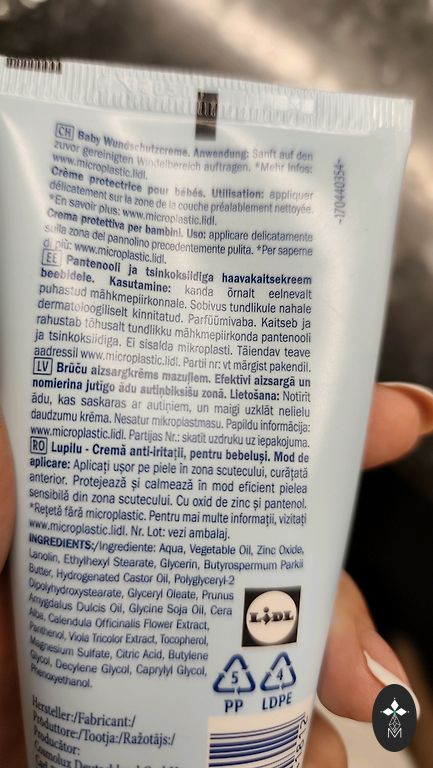 CH Baby Wundschutzcreme. Anwendung: Sanft auf den
zuvor gereinigten Windelbereich auftragen. *Mehr Infos:
www.microplastic.lidl.
Crème protectrice pour bébés. Utilisation: appliquer
délicatement sur la zone de la couche préalablement nettoyée.
*En savoir plus: www.microplastic.lidl.
Crema protettiva per bambini. Uso: applicare delicatamente
sulla zona del pannolino precedentemente pulita. *Per saperne
di più: www.microplastic.lidl.
EE Pantenooli ja tsinkoksiidiga haavakaitsekreem
beebidele. Kasutamine: kanda õrnalt eelnevalt
puhastud mähkmepiirkonnale. Sobivus tundlikule nahale
dermatoloogiliselt kinnitatud. Parfüümivaba. Kaitseb ja
rahustab tõhusalt tundlikku mähkmepiirkonda pantenooli
ja tsinkoksiidiga. Ei sisalda mikroplasti. Täiendav teave
aadressil www.microplastic.lidl. Partii nr: vt märgist pakendil.
LV Brūču aizsargkrēms mazuļiem. Efektīvi aizsargā un
nomierina jutīgo ādu autiņbiksīšu zonā. Lietošana: Notīrīt
ādu, kas saskaras ar autiņiem, un maigi uzklāt nelielu
daudzumu krēma. Nesatur mikroplastmasu. Papildu informācija:
www.microplastic.lidl. Partijas Nr.: skatīt uzdruku uz iepakojuma.
RO Lupilu - Cremă anti-iritații, pentru bebeluși. Mod de
aplicare: Aplicați ușor pe piele în zona scutecului, curățată
anterior. Protejează și calmează în mod eficient pielea
sensibilă din zona scutecului. Cu oxid de zinc și pantenol.
*Rețetă fără microplastic. Pentru mai multe informații, vizitați
www.microplastic.lidl. Nr. Lot: vezi ambalaj.
INGREDIENTS:/Ingrediente: Aqua, Vegetable Oil, Zinc Oxide,
Lanolin, Ethylhexyl Stearate, Glycerin, Butyrospermum Parkii
Butter, Hydrogenated Castor Oil, Polyglyceryl-2
Dipolyhydroxystearate, Glyceryl Oleate, Prunus
Amygdalus Dulcis Oil, Glycine Soja Oil, Cera
Alba, Calendula Officinalis Flower Extract,
Panthenol, Viola Tricolor Extract, Tocopherol,
Magnesium Sulfate, Citric Acid, Butylene
Glycol, Decylene Glycol, Caprylyl Glycol,
Phenoxyethanol.
LIDL
5 4
PP LDPE
Hersteller:/Fabricant:/
Produttore:/Tootja:/Ražotājs:/
Producător:
Cosmolux Deutschland
-170440354-
M